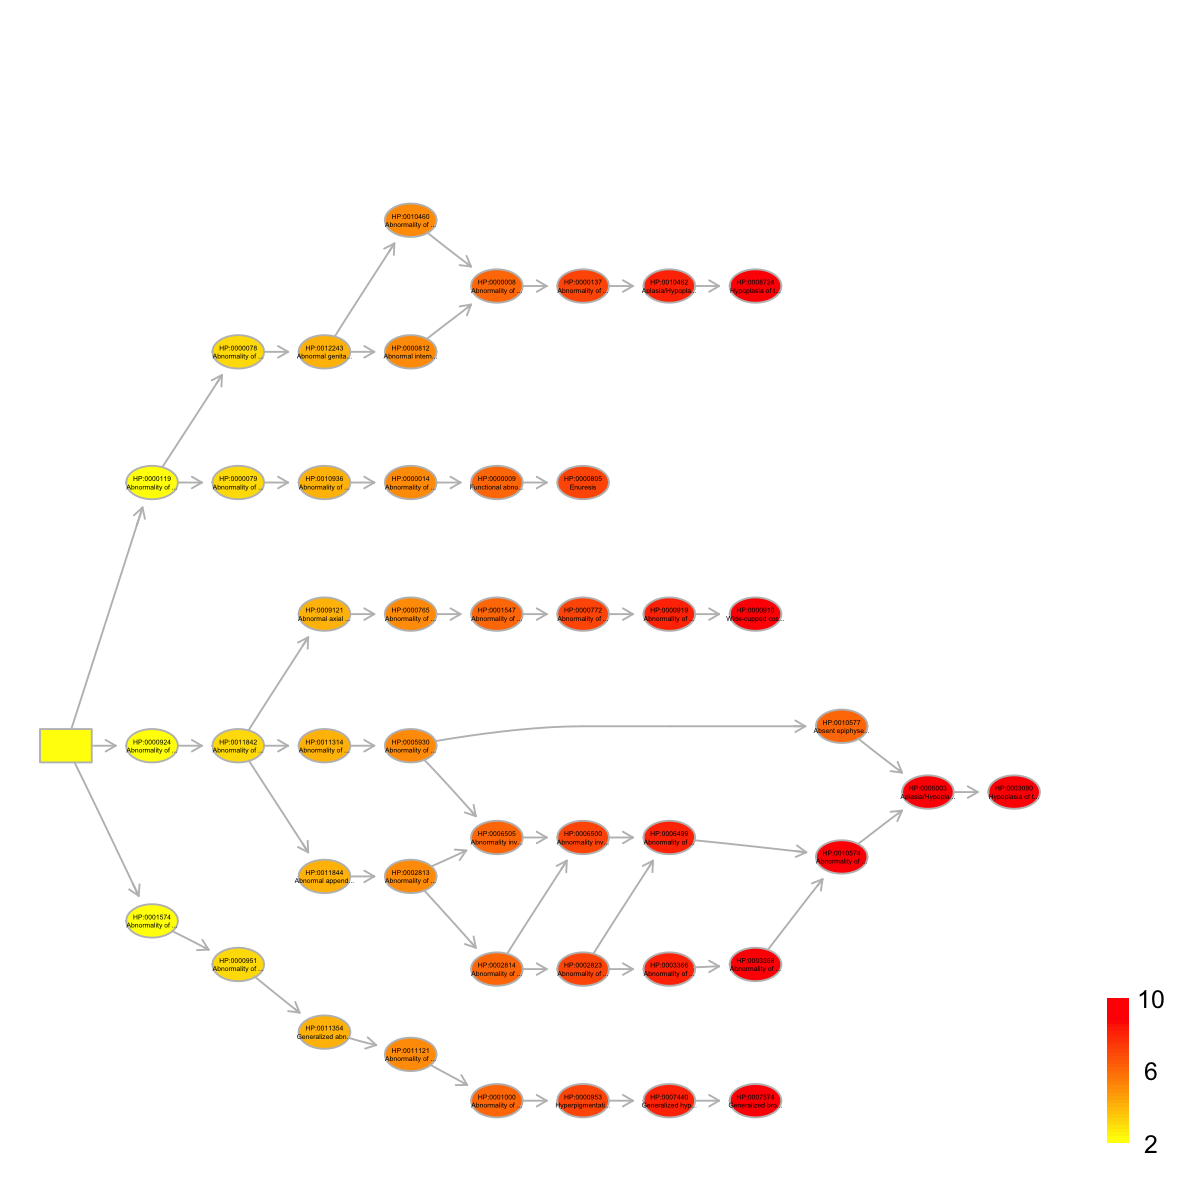 HP:0010460
Abnormality of ...
HP:0000008
Abnormality of ...
HP:0000137
Abnormality of ...
HP:0010462
Aplasia/Hypopla...
HP:0008724
Hypoplasia of t...
HP:0000078
Abnormality of ...
HP:0012243
Abnormal genita...
HP:0000812
Abnormal intern...
HP:0000119
Abnormality of ...
HP:0000079
Abnormality of ...
HP:0010936
Abnormality of ...
HP:0000014
Abnormality of ...
HP:0000009
Functional abno...
HP:0000805
Enuresis
HP:0009121
Abnormal axial ...
HP:0000765
Abnormality of ...
HP:0001547
Abnormality of ...
HP:0000772
Abnormality of ...
HP:0000919
Abnormality of ...
Wide-cupped cos...
HP:0010577
Absent epiphyse...
HP:0000924
Abnormality of ...
HP:0011842
Abnormality of ...
HP:0011314
Abnormality of ...
HP:0005930
Abnormality of ...
HP:0005003
Aplasia/Hypopla...
Hypoplasia of t...
HP:0006505
Abnormality inv...
HP:0006500
Abnormality inv...
HP:0006499
Abnormality of ...
HP:0010574
Abnormality of ...
HP:0011844
Abnormal append...
HP:0002813
Abnormality of ...
HP:0001574
Abnormality of ...
HP:0000951
Abnormality of ...
HP:0002814
Abnormality of ...
HP:0002823
Abnormality of ...
HP:0003366
Abnormality of ...
HP:0003368
Abnormality of ...
HP:0011354
Generalized abn...
HP:0011121
Abnormality of ...
HP:0001000
Abnormality of ...
HP:0000953
Hyperpigmentati...
HP:0007440
Generalized hyp...
HP:0007574
Generalized bro...
10
6
2